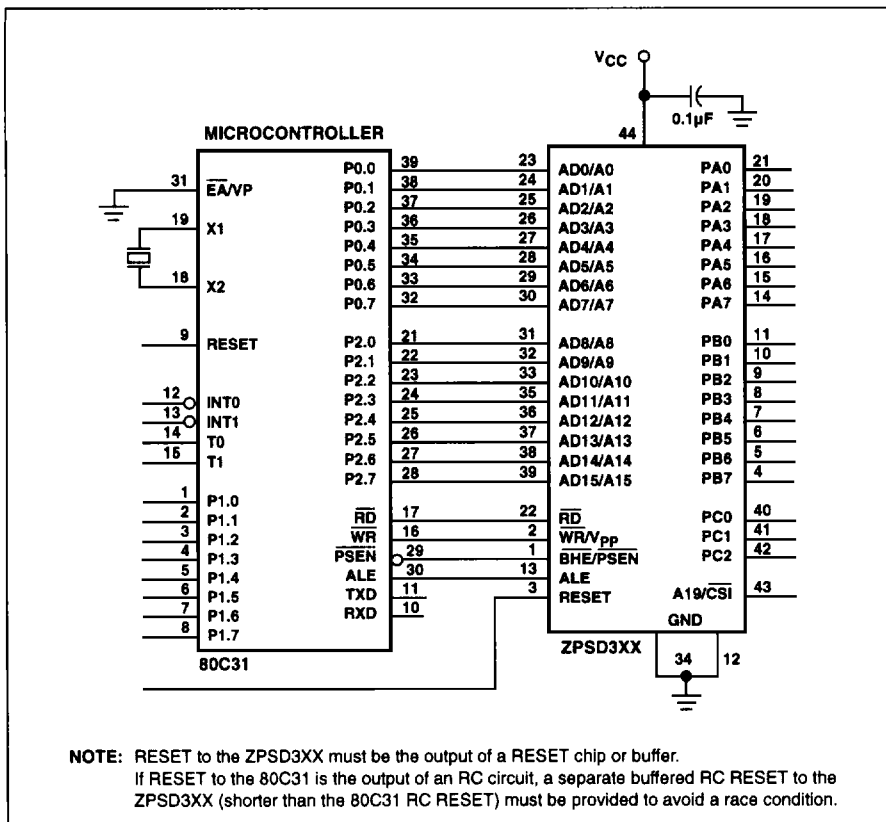 VCC
0.1µF
44
MICROCONTROLLER
31 EA/VP
19 X1
18 X2
9 RESET
12 INT0
13 INT1
14 T0
15 T1
1 P1.0
2 P1.1
3 P1.2
4 P1.3
5 P1.4
6 P1.5
7 P1.6
8 P1.7
P0.0 39
P0.1 38
P0.2 37
P0.3 36
P0.4 35
P0.5 34
P0.6 33
P0.7 32
P2.0 21
P2.1 22
P2.2 23
P2.3 24
P2.4 25
P2.5 26
P2.6 27
P2.7 28
RD 17
WR 16
PSEN 29
ALE 30
TXD 11
RXD 10
80C31
23 AD0/A0
24 AD1/A1
25 AD2/A2
26 AD3/A3
27 AD4/A4
28 AD5/A5
29 AD6/A6
30 AD7/A7
31 AD8/A8
32 AD9/A9
33 AD10/A10
35 AD11/A11
36 AD12/A12
37 AD13/A13
38 AD14/A14
39 AD15/A15
22 RD
2 WR/VPP
1 BHE/PSEN
13 ALE
3 RESET
PA0 21
PA1 20
PA2 19
PA3 18
PA4 17
PA5 16
PA6 15
PA7 14
PB0 11
PB1 10
PB2 9
PB3 8
PB4 7
PB5 6
PB6 5
PB7 4
PC0 40
PC1 41
PC2 42
A19/CSI 43
GND
ZPSD3XX
34 12
NOTE: RESET to the ZPSD3XX must be the output of a RESET chip or buffer.
If RESET to the 80C31 is the output of an RC circuit, a separate buffered RC RESET to the
ZPSD3XX (shorter than the 80C31 RC RESET) must be provided to avoid a race condition.